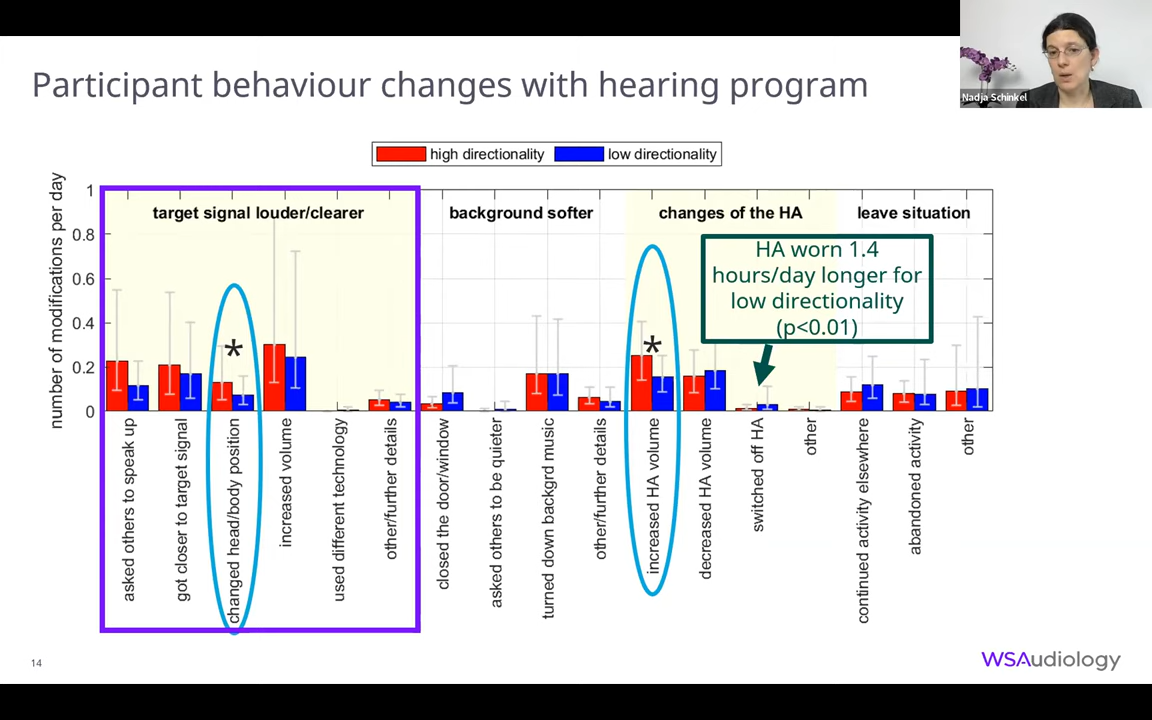 Participant behaviour changes with hearing program
Nadja Schinkel
high directionality
low directionality
number of modifications per day
1
0.8
0.6
0.4
0.2
0
target signal louder/clearer
background softer
changes of the HA
leave situation
HA worn 1.4
hours/day longer for
low directionality
(p<0.01)
*
*
asked others to speak up
got closer to target signal
changed head/body position
increased volume
used different technology
other/further details
closed the door/window
asked others to be quieter
turned down backgrd music
other/further details
increased HA volume
decreased HA volume
switched off HA
other
continued activity elsewhere
abandoned activity
other
14
WSAudiology